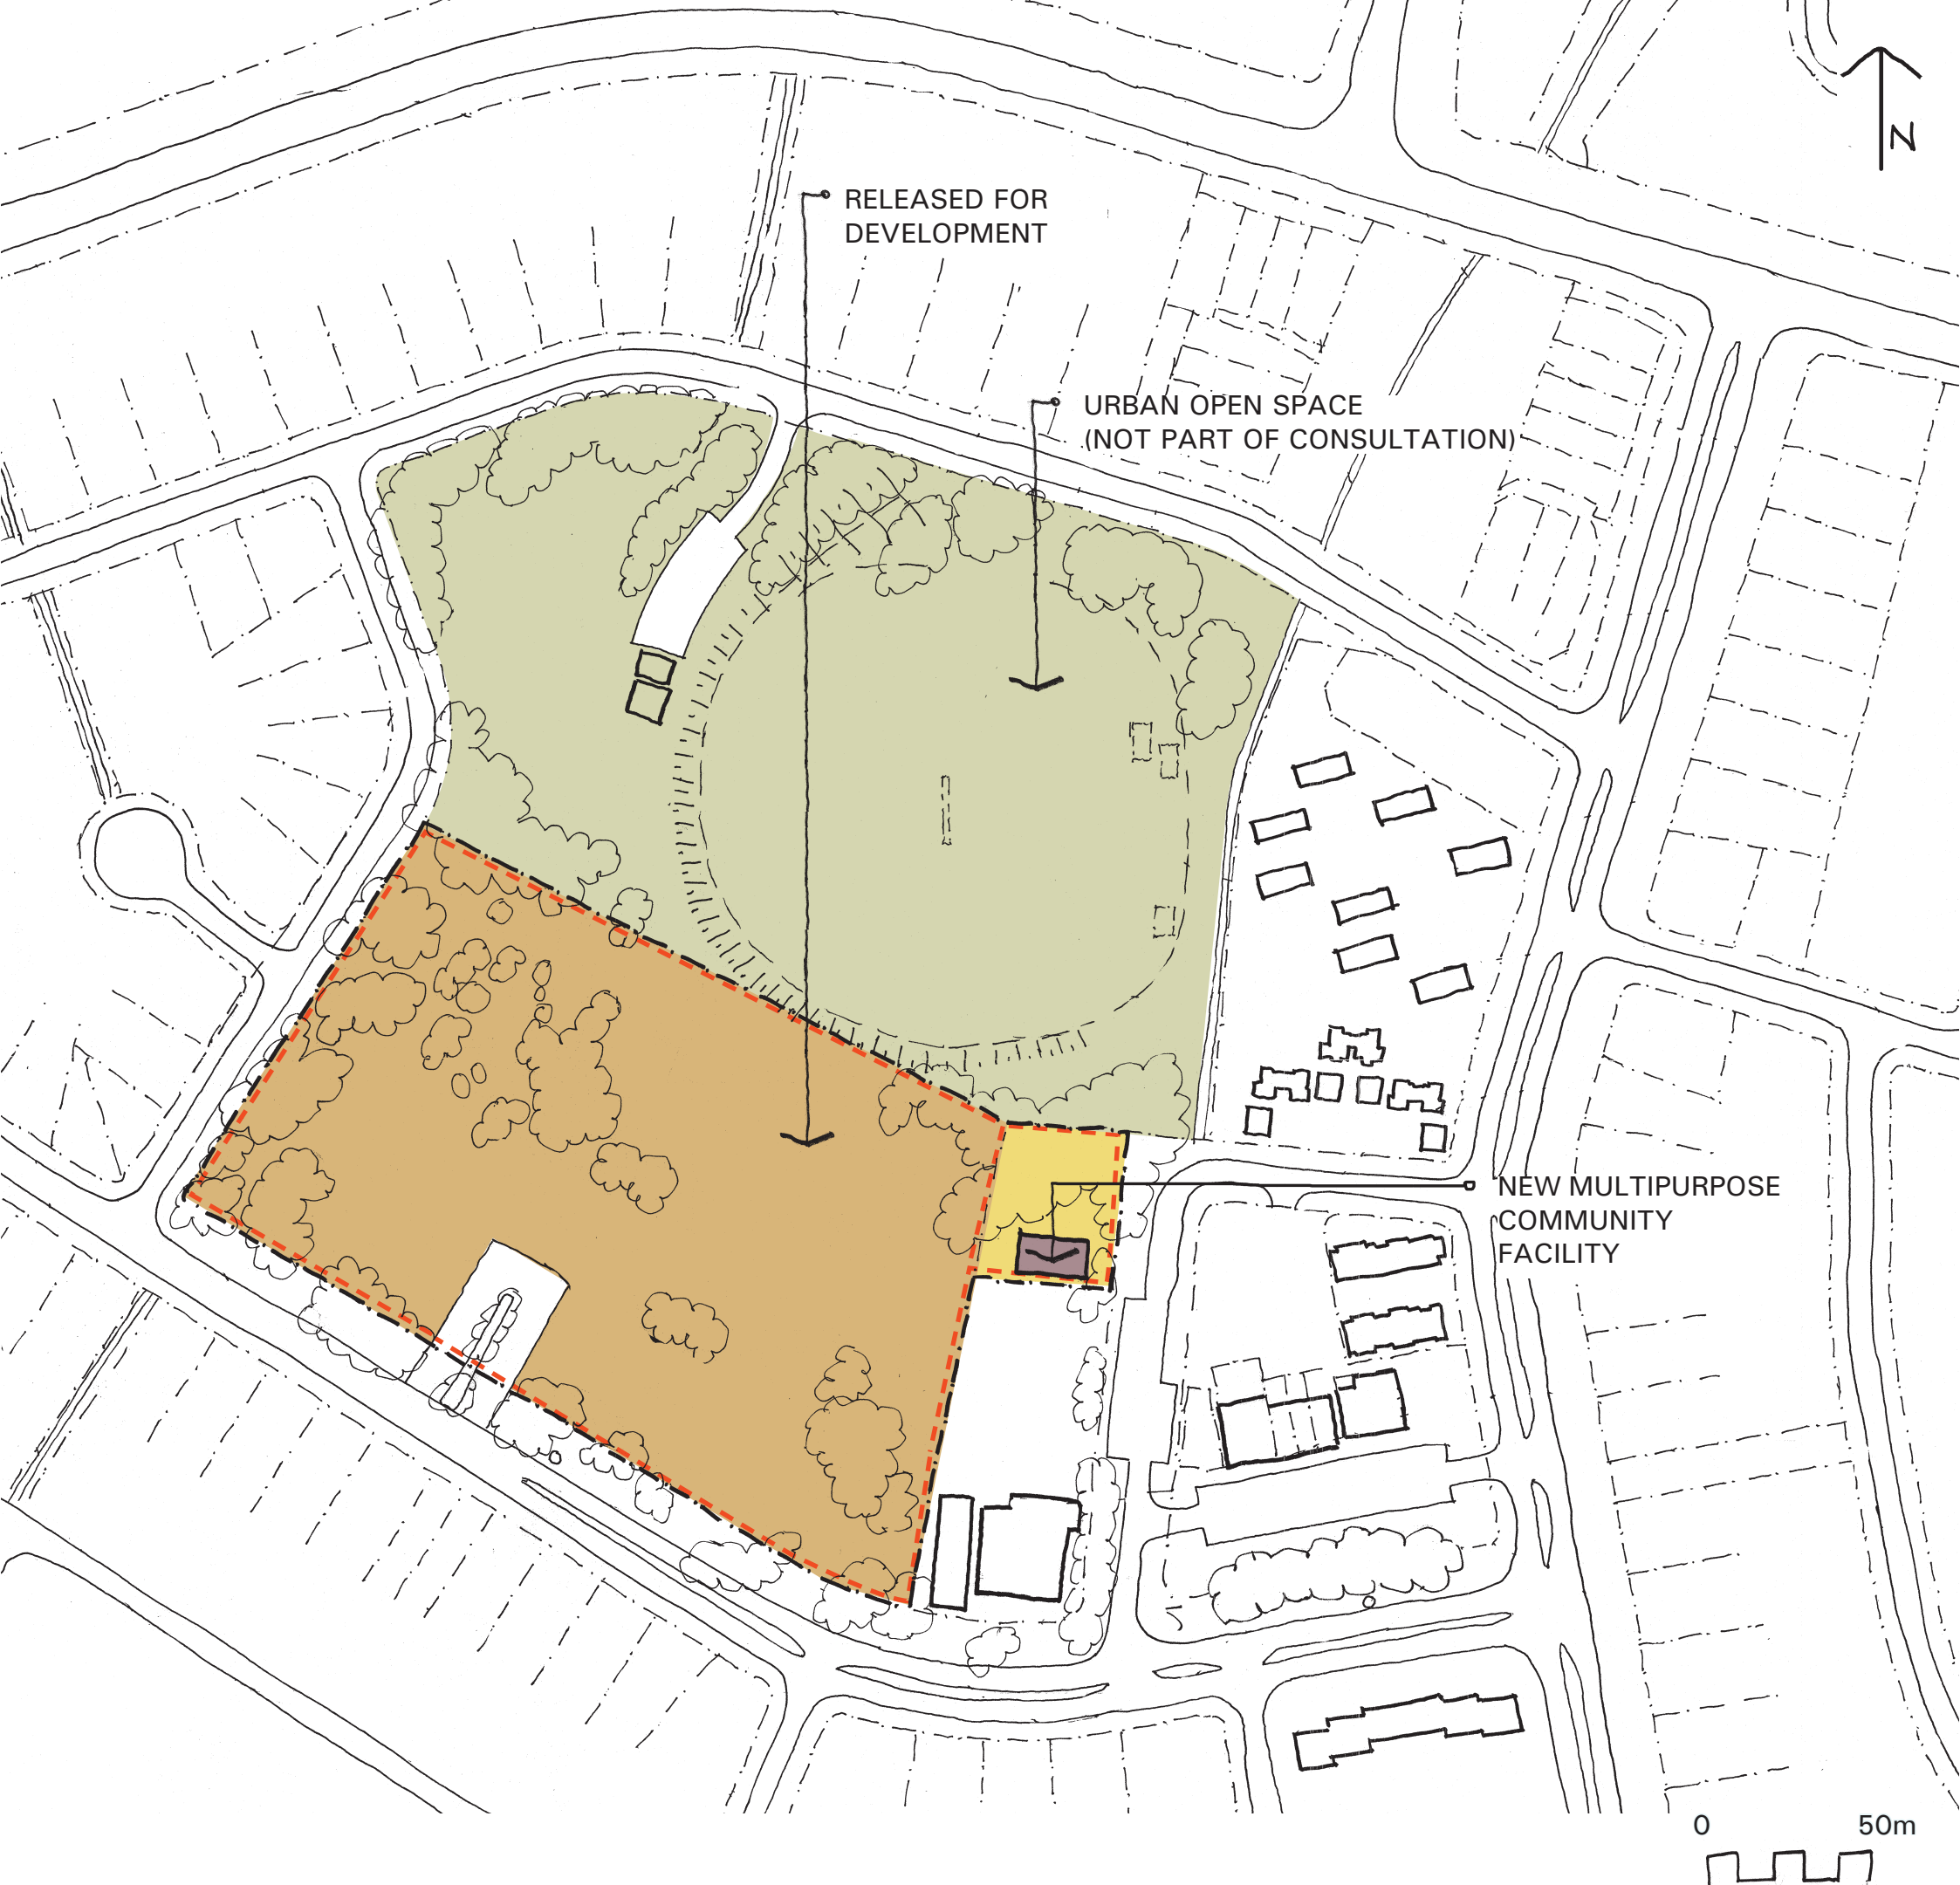 N
RELEASED FOR
DEVELOPMENT
URBAN OPEN SPACE
(NOT PART OF CONSULTATION)
NEW MULTIPURPOSE
COMMUNITY
FACILITY
0 50m